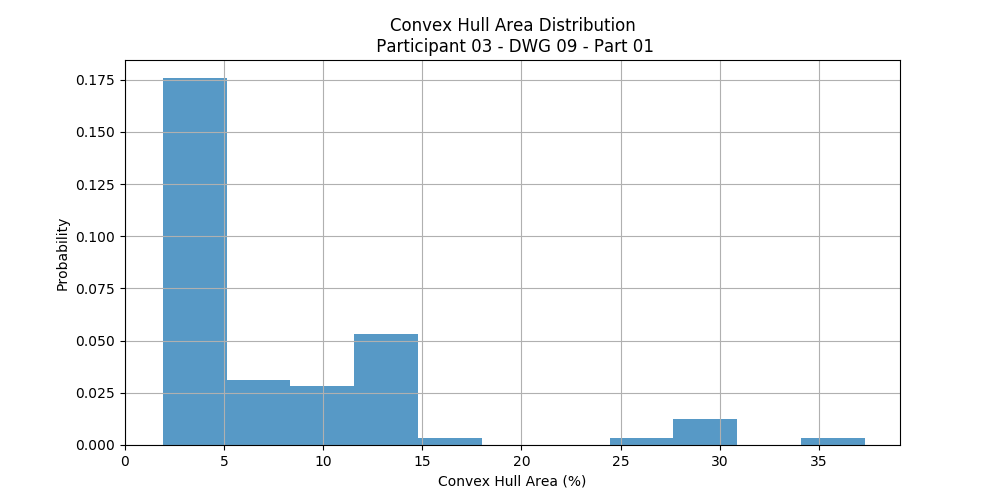 Convex Hull Area Distribution
Participant 03 - DWG 09 - Part 01
0.175
0.150
0.125
0.100
0.075
0.050
0.025
0.000
Probability
0 5 10 15 20 25 30 35
Convex Hull Area (%)